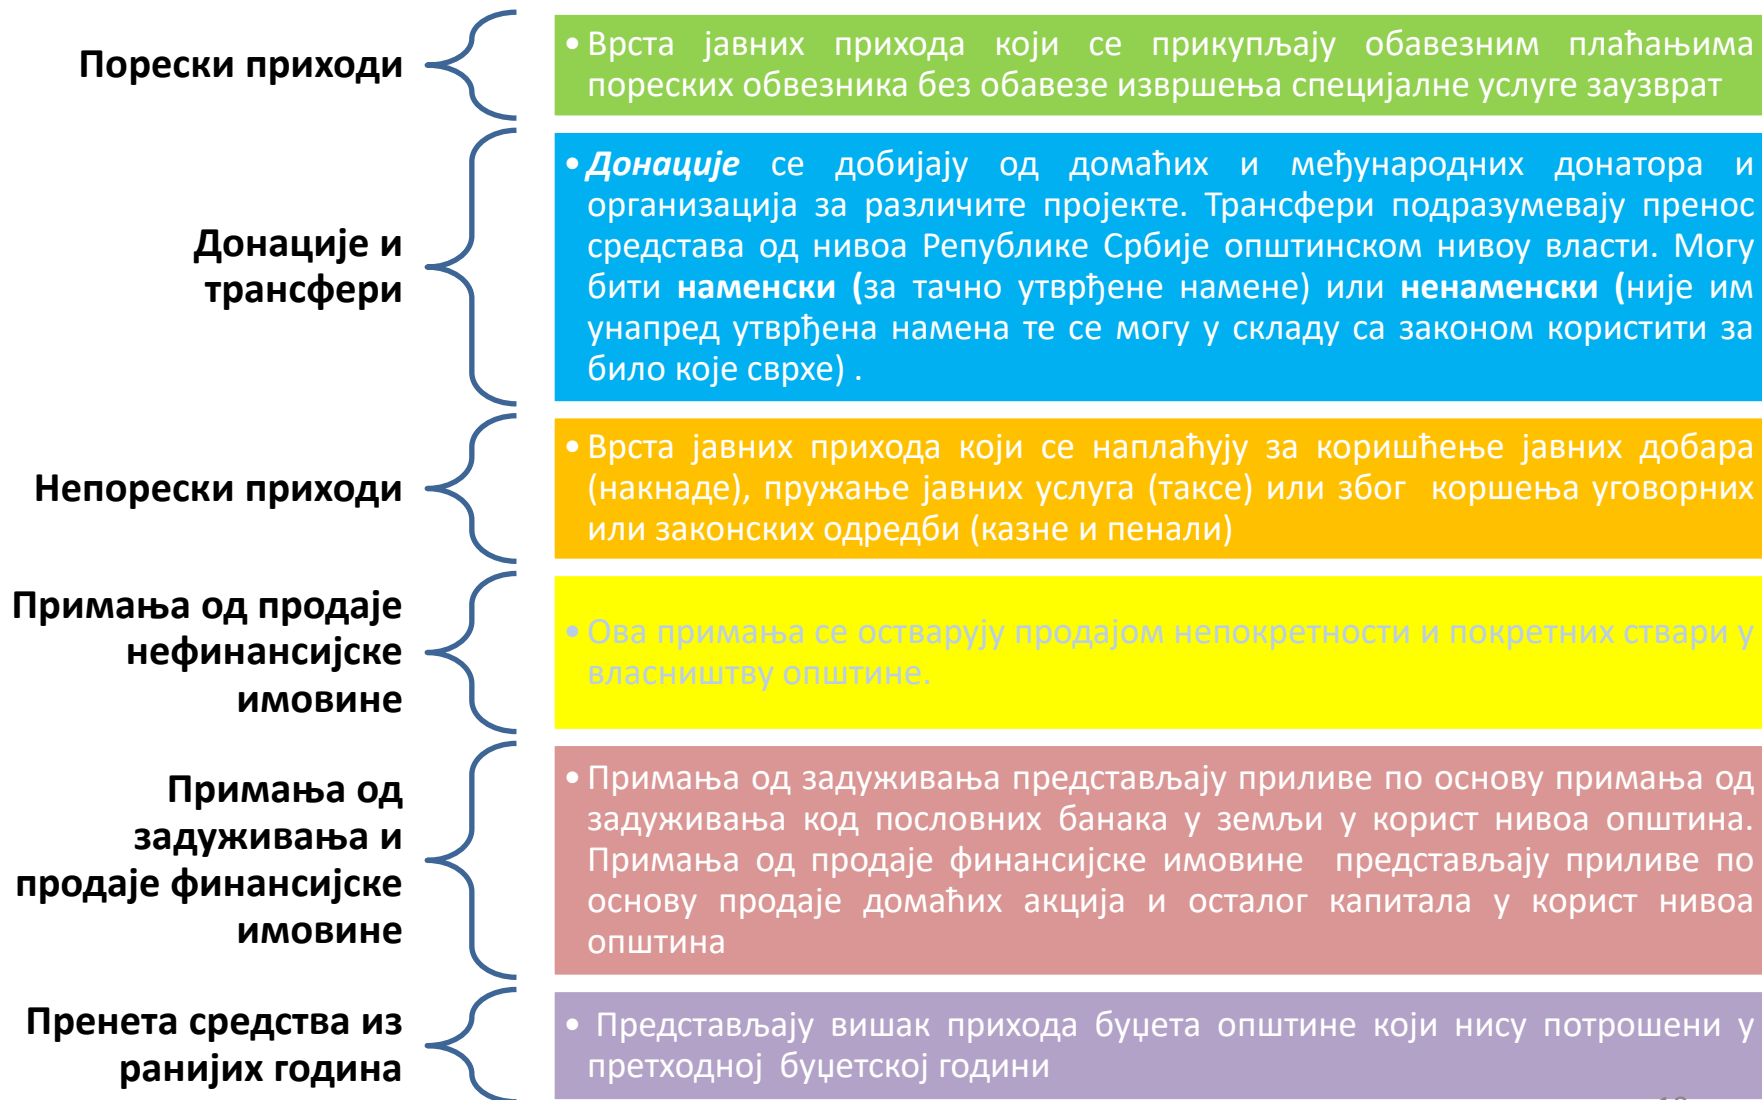 Порески приходи
• Врста јавних прихода који се прикупљају обавезним плаћањима
пореских обвезника без обавезе извршења специјалне услуге заузврат
Донације и
трансфери
• Донације се добијају од домаћих и међународних донатора и
организација за различите пројекте. Трансфери подразумевају пренос
средстава од нивоа Републике Србије општинском нивоу власти. Могу
бити наменски (за тачно утврђене намене) или ненаменски (није им
унапред утврђена намена те се могу у складу са законом користити за
било које сврхе) .
Непорески приходи
• Врста јавних прихода који се наплаћују за коришћење јавних добара
(накнаде), пружање јавних услуга (таксе) или због коршења уговорних
или законских одредби (казне и пенали)
Примања од продаје
нефинансијске
имовине
• Ова примања се остварују продајом непокретности и покретних ствари у
власништву општине.
Примања од
задуживања и
продаје финансијске
имовине
• Примања од задуживања представљају приливе по основу примања од
задуживања код пословних банака у земљи у корист нивоа општина.
Примања од продаје финансијске имовине представљају приливе по
основу продаје домаћих акција и осталог капитала у корист нивоа
општина
Пренета средства из
ранијих година
• Представљају вишак прихода буџета општине који нису потрошени у
претходној буџетској години